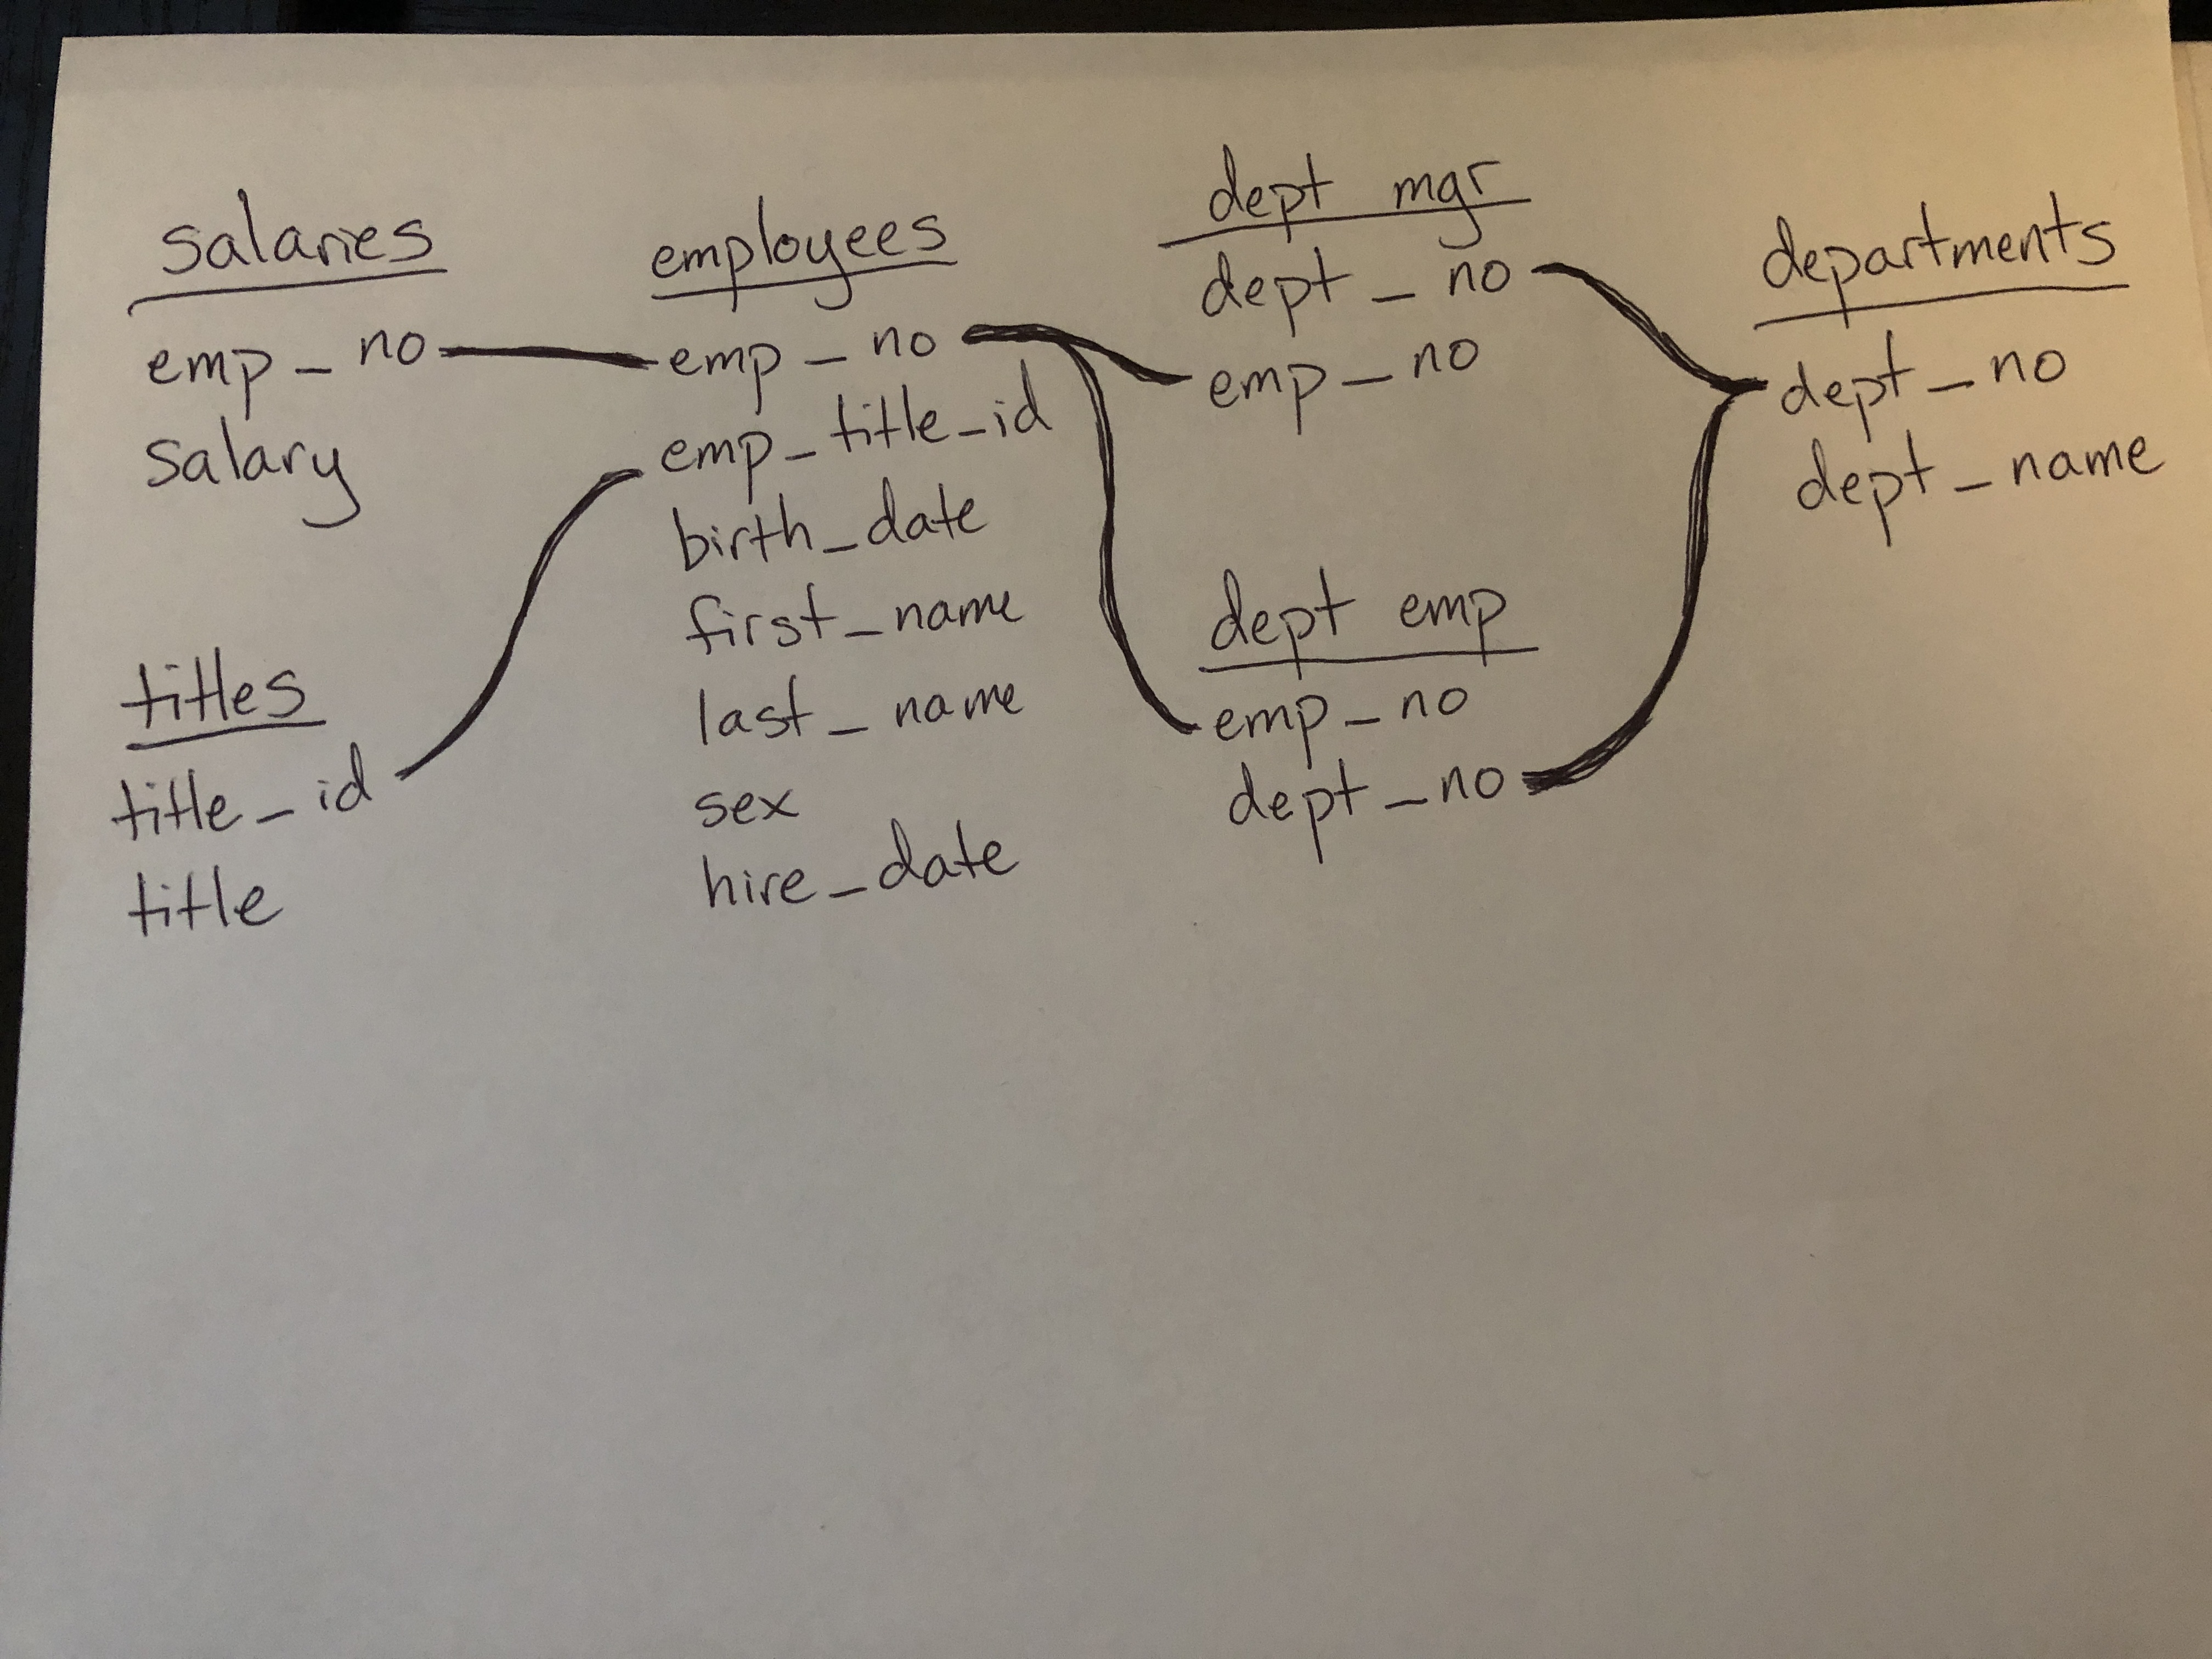 salaries
emp_no
salary
titles
title_id
title
employees
emp_no
emp_title_id
birth_date
first_name
last_name
sex
hire_date
dept mgr
dept_no
emp_no
dept emp
emp_no
dept_no
departments
dept_no
dept_name